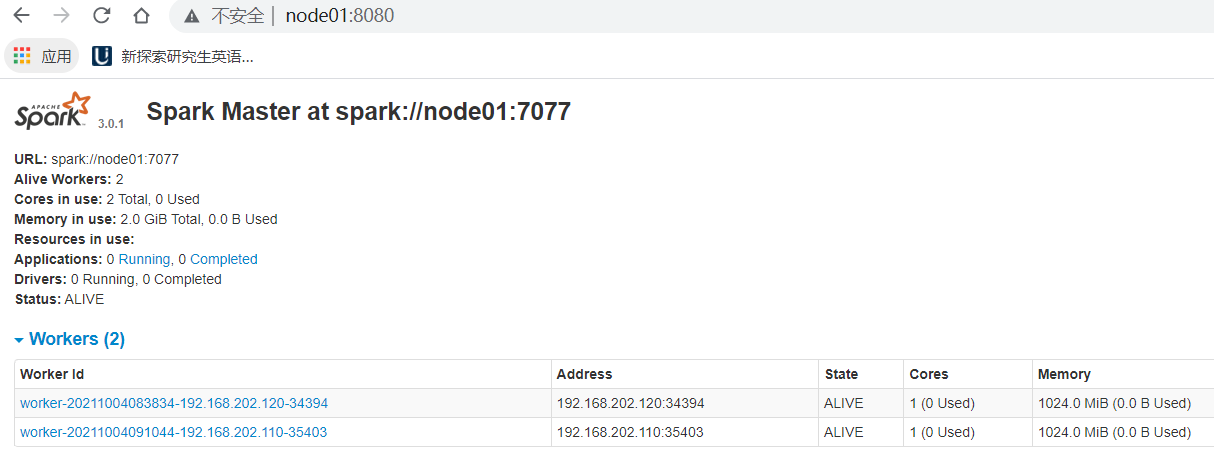 不安全 | node01:8080
应用 新探索研究生英语...
APACHE Spark 3.0.1 Spark Master at spark://node01:7077
URL: spark://node01:7077
Alive Workers: 2
Cores in use: 2 Total, 0 Used
Memory in use: 2.0 GiB Total, 0.0 B Used
Resources in use:
Applications: 0 Running, 0 Completed
Drivers: 0 Running, 0 Completed
Status: ALIVE
Workers (2)
Worker Id Address State Cores Memory
worker-20211004083834-192.168.202.120-34394 192.168.202.120:34394 ALIVE 1 (0 Used) 1024.0 MiB (0.0 B Used)
worker-20211004091044-192.168.202.110-35403 192.168.202.110:35403 ALIVE 1 (0 Used) 1024.0 MiB (0.0 B Used)